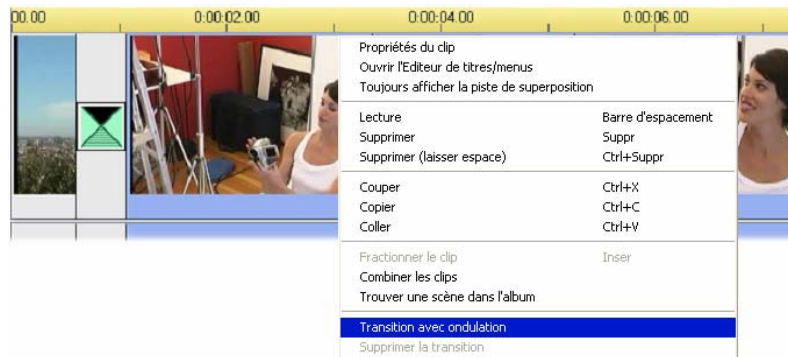 00.00 0:00:02.00 0:00:04.00 0:00:06.00
Propriétés du clip
Ouvrir l'Editeur de titres/menus
Toujours afficher la piste de superposition
Lecture Barre d'espacement
Supprimer Suppr
Supprimer (laisser espace) Ctrl+Suppr
Couper Ctrl+X
Copier Ctrl+C
Coller Ctrl+V
Fractionner le clip Inser
Combiner les clips
Trouver une scène dans l'album
Transition avec ondulation
Supprimer la transition